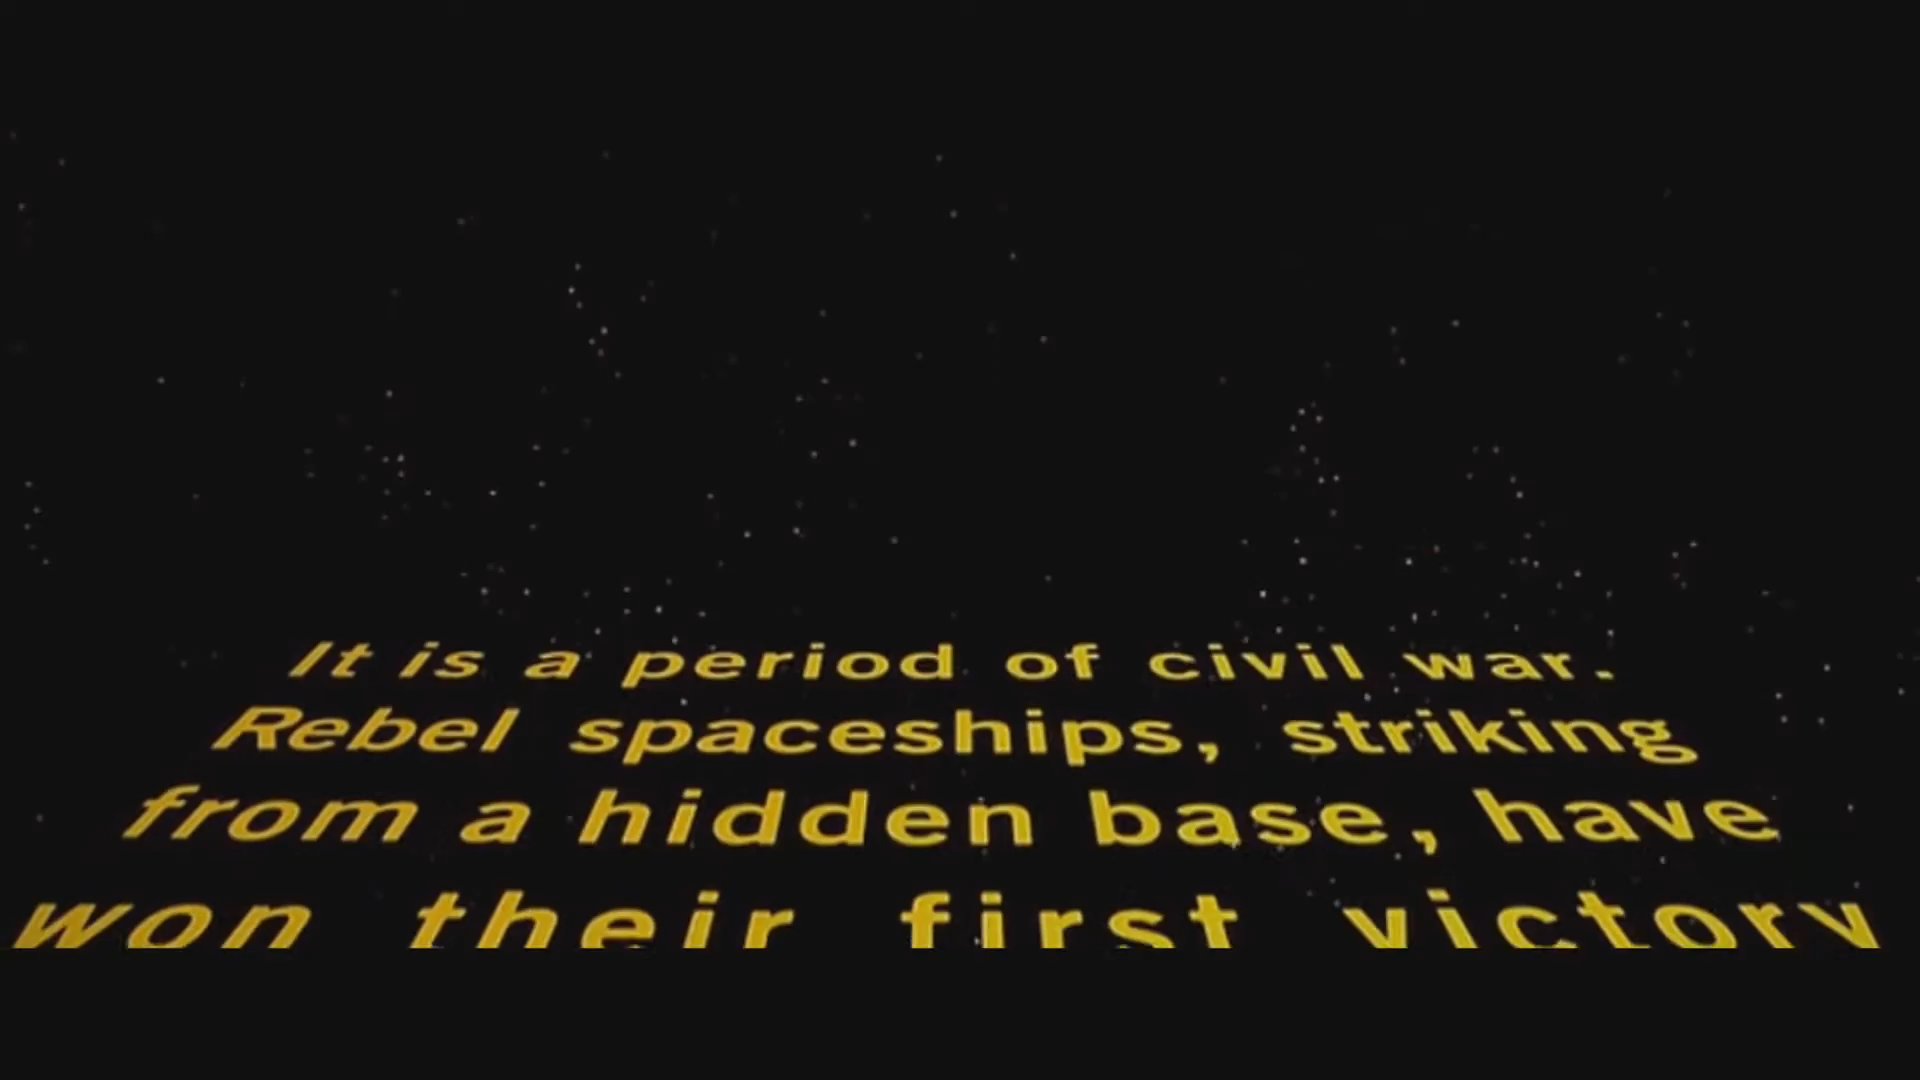 It is a period of civil war.
Rebel spaceships, striking
from a hidden base, have
won their first victory